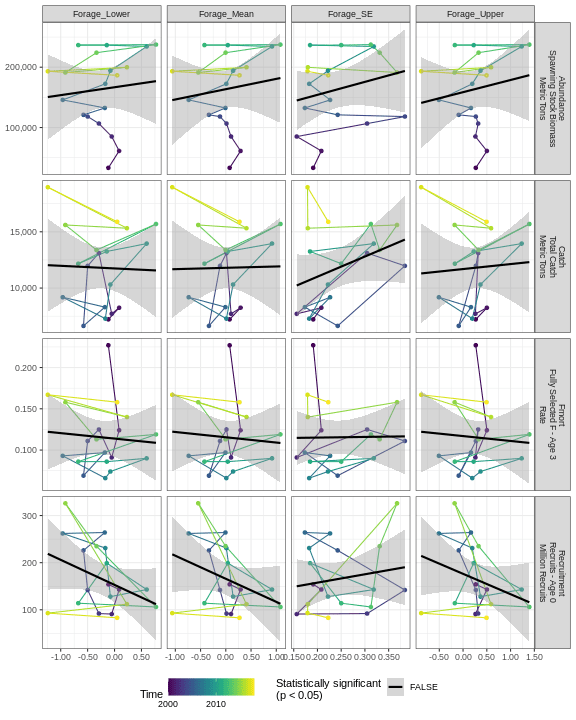 Forage_Lower
Forage_Mean
Forage_SE
Forage_Upper
200,000
100,000
Abundance
Spawning Stock Biomass
Metric Tons
15,000
10,000
Catch
Total Catch
Metric Tons
0.200
0.150
0.100
Fmort
Fully Selected F - Age 3
Rate
300
200
100
Recruitment
Recruits - Age 0
Million Recruits
-1.00 -0.50 0.00 0.50
-1.00 -0.50 0.00 0.50 1.00
0.150 0.200 0.250 0.300 0.350
-0.50 0.00 0.50 1.00 1.50
Time
2000 2010
Statistically significant
(p < 0.05)
FALSE